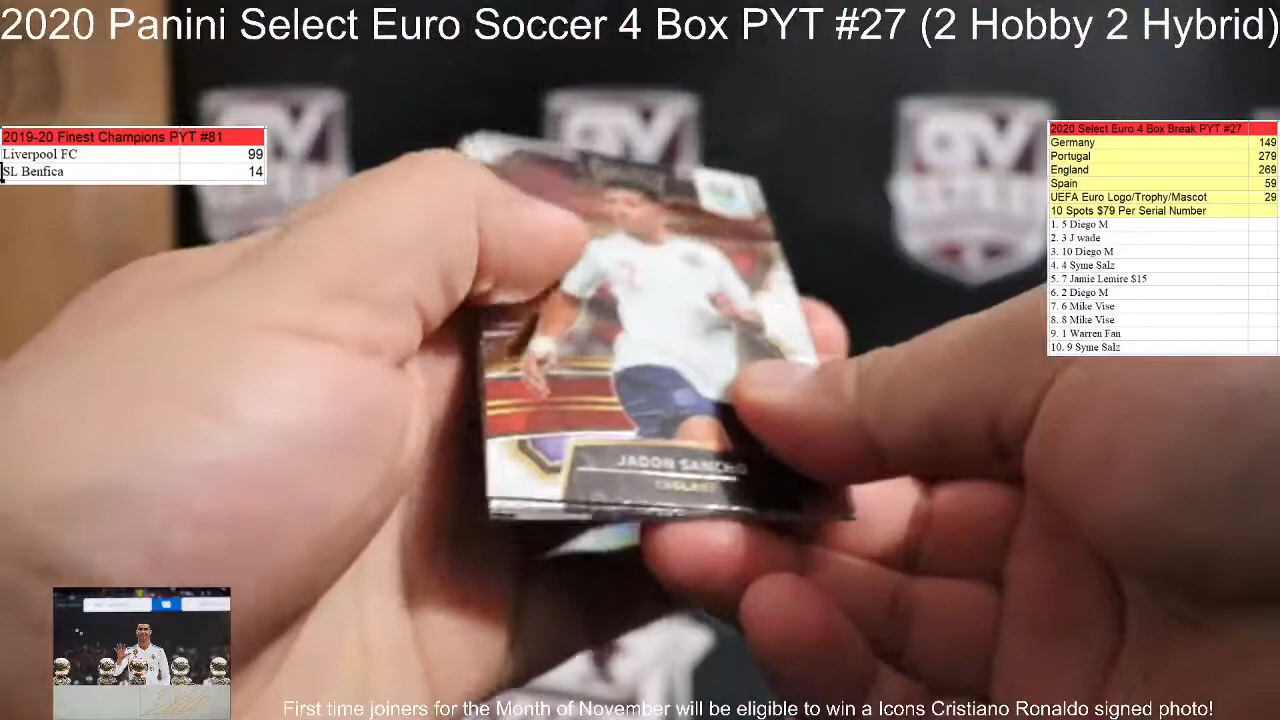 2020 Panini Select Euro Soccer 4 Box PYT #27 (2 Hobby 2 Hybrid)
2019-20 Finest Champions PYT #81
Liverpool FC 99
SL Benfica 14
2020 Select Euro 4 Box Break PYT #27
Germany 149
Portugal 279
England 269
Spain 59
UEFA Euro Logo/Trophy/Mascot 29
10 Spots $79 Per Serial Number
1. 5 Diego M
2. 3 J wade
3. 10 Diego M
4. 4 Syme Salz
5. 7 Jamie Lemire $15
6. 2 Diego M
7. 6 Mike Vise
8. 8 Mike Vise
9. 1 Warren Fan
10. 9 Syme Salz
JADON SANCHO
ENGLAND
First time joiners for the Month of November will be eligible to win a Icons Cristiano Ronaldo signed photo!